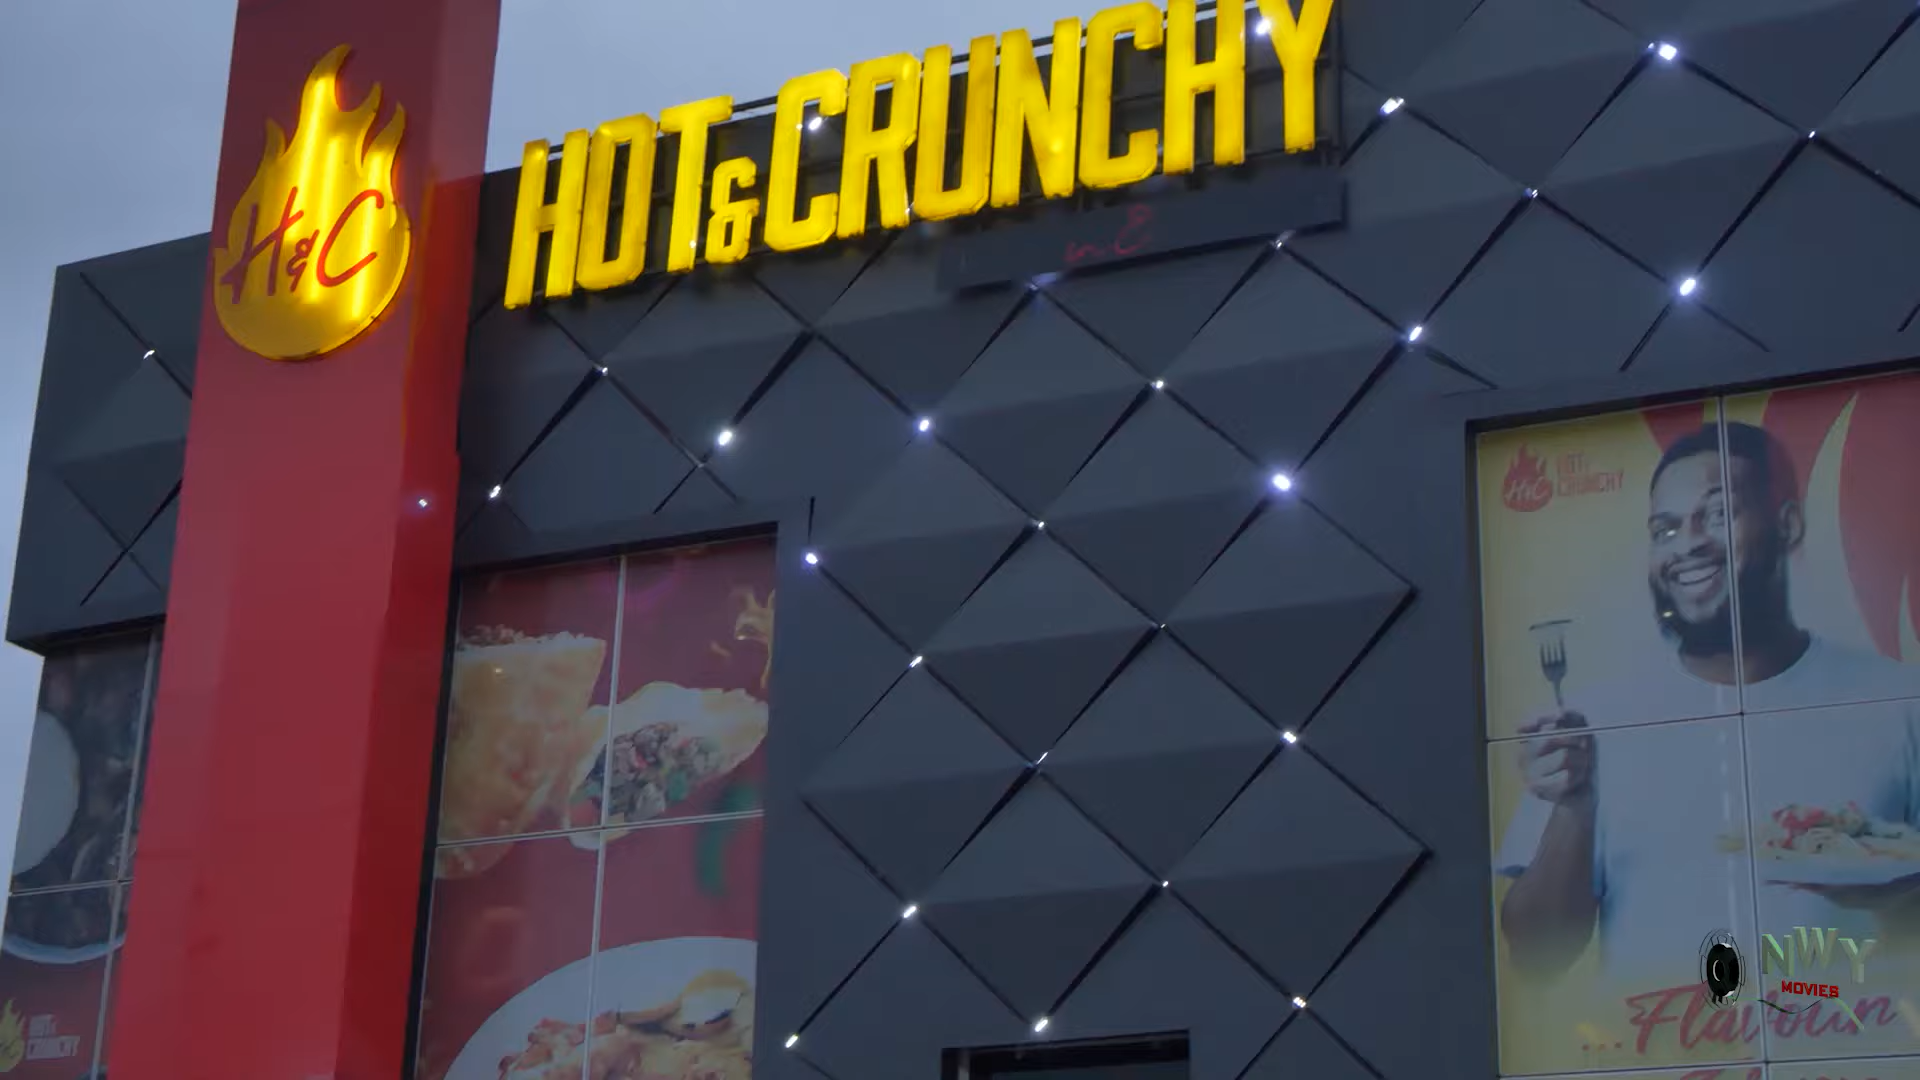 HOT & CRUNCHY
H&C
H&C HOT & CRUNCHY
HOT & CRUNCHY
NWY
MOVIES
...Flavour